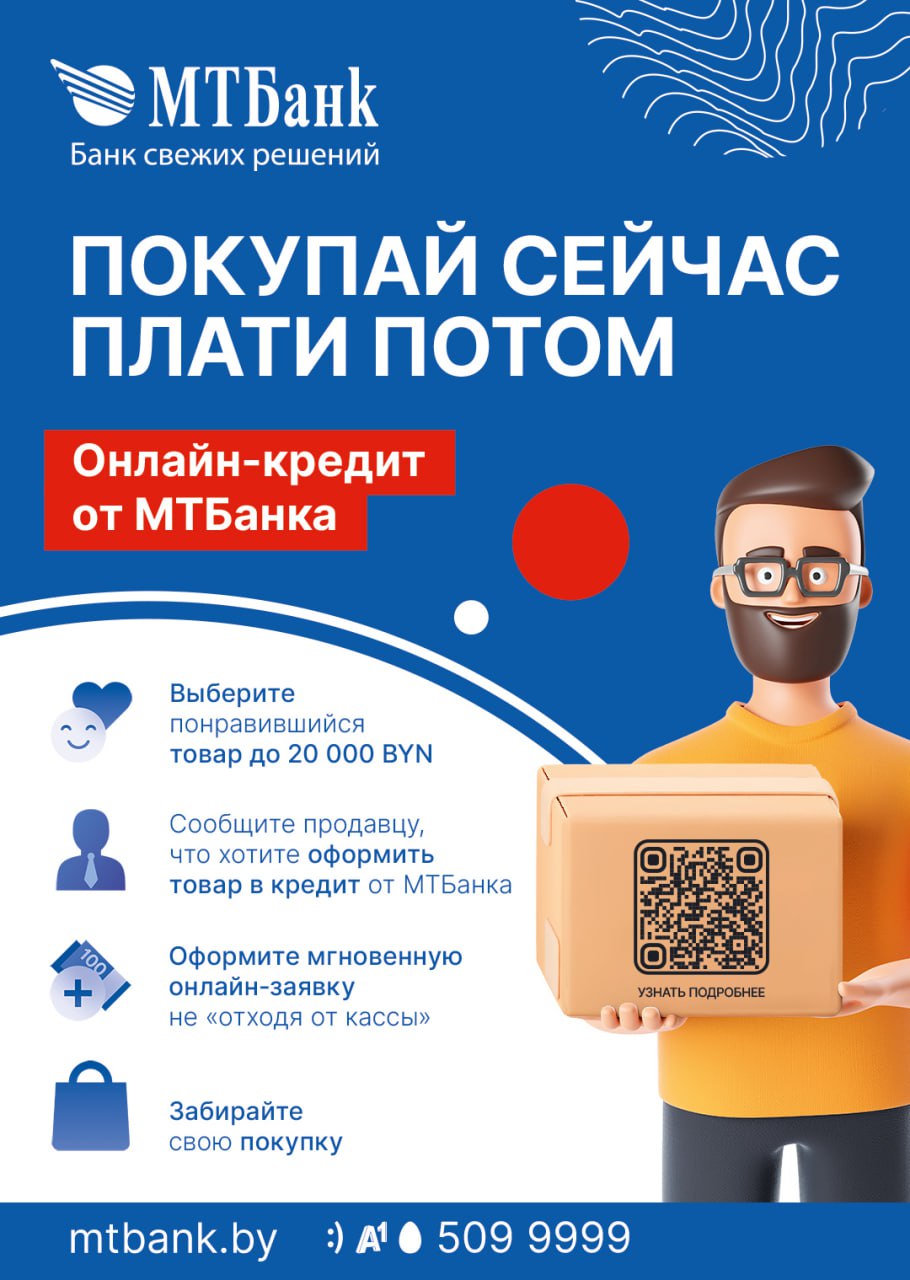 МТБанк
Банк свежих решений
ПОКУПАЙ СЕЙЧАС
ПЛАТИ ПОТОМ
Онлайн-кредит
от МТБанка
Выберите
понравившийся
товар до 20 000 BYN
Сообщите продавцу,
что хотите оформить
товар в кредит от МТБанка
100
Оформите мгновенную
онлайн-заявку
не «отходя от кассы»
Забирайте
свою покупку
УЗНАТЬ ПОДРОБНЕЕ
mtbank.by :) A1 509 9999